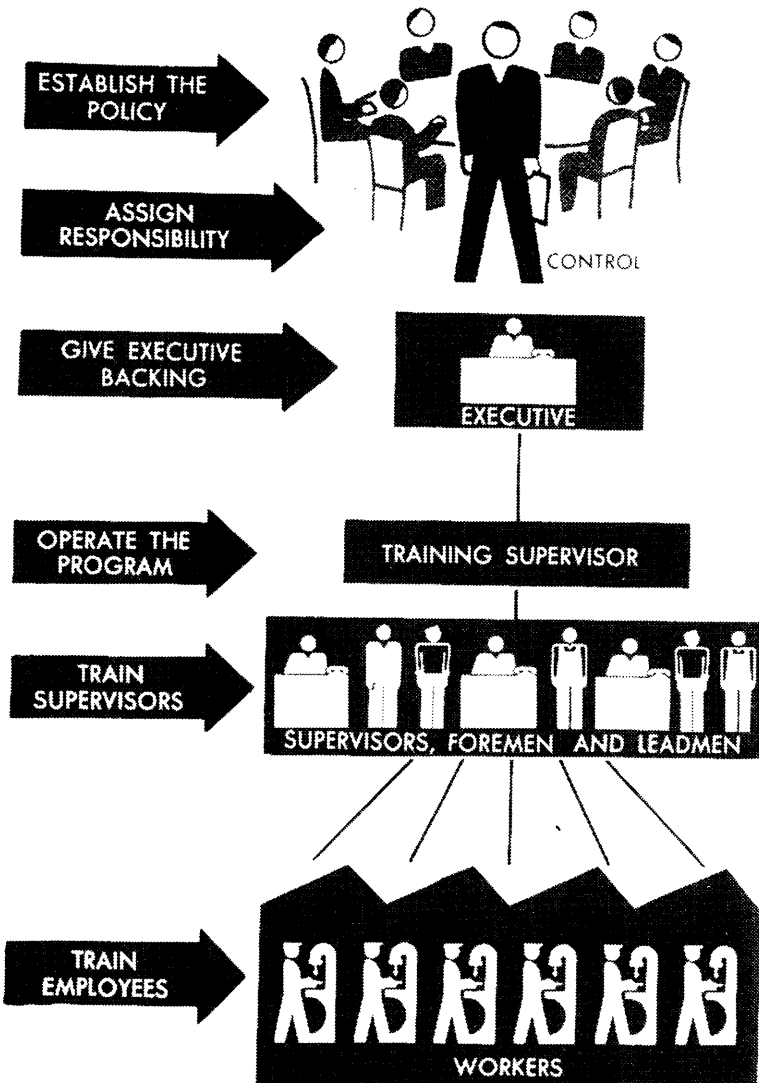 ESTABLISH THE
POLICY
ASSIGN
RESPONSIBILITY
CONTROL
GIVE EXECUTIVE
BACKING
EXECUTIVE
OPERATE THE
PROGRAM
TRAINING SUPERVISOR
TRAIN
SUPERVISORS
SUPERVISORS, FOREMEN AND LEADMEN
TRAIN
EMPLOYEES
WORKERS